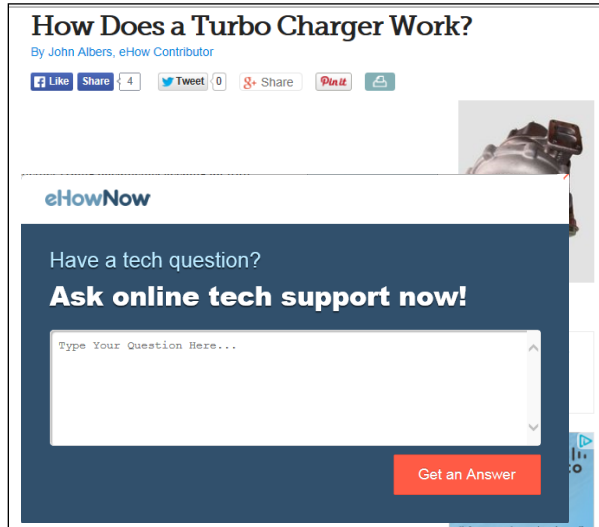 How Does a Turbo Charger Work?
By John Albers, eHow Contributor
Like Share 4 Tweet 0 Share Pin it
eHowNow
Have a tech question?
Ask online tech support now!
Type Your Question Here...
Get an Answer